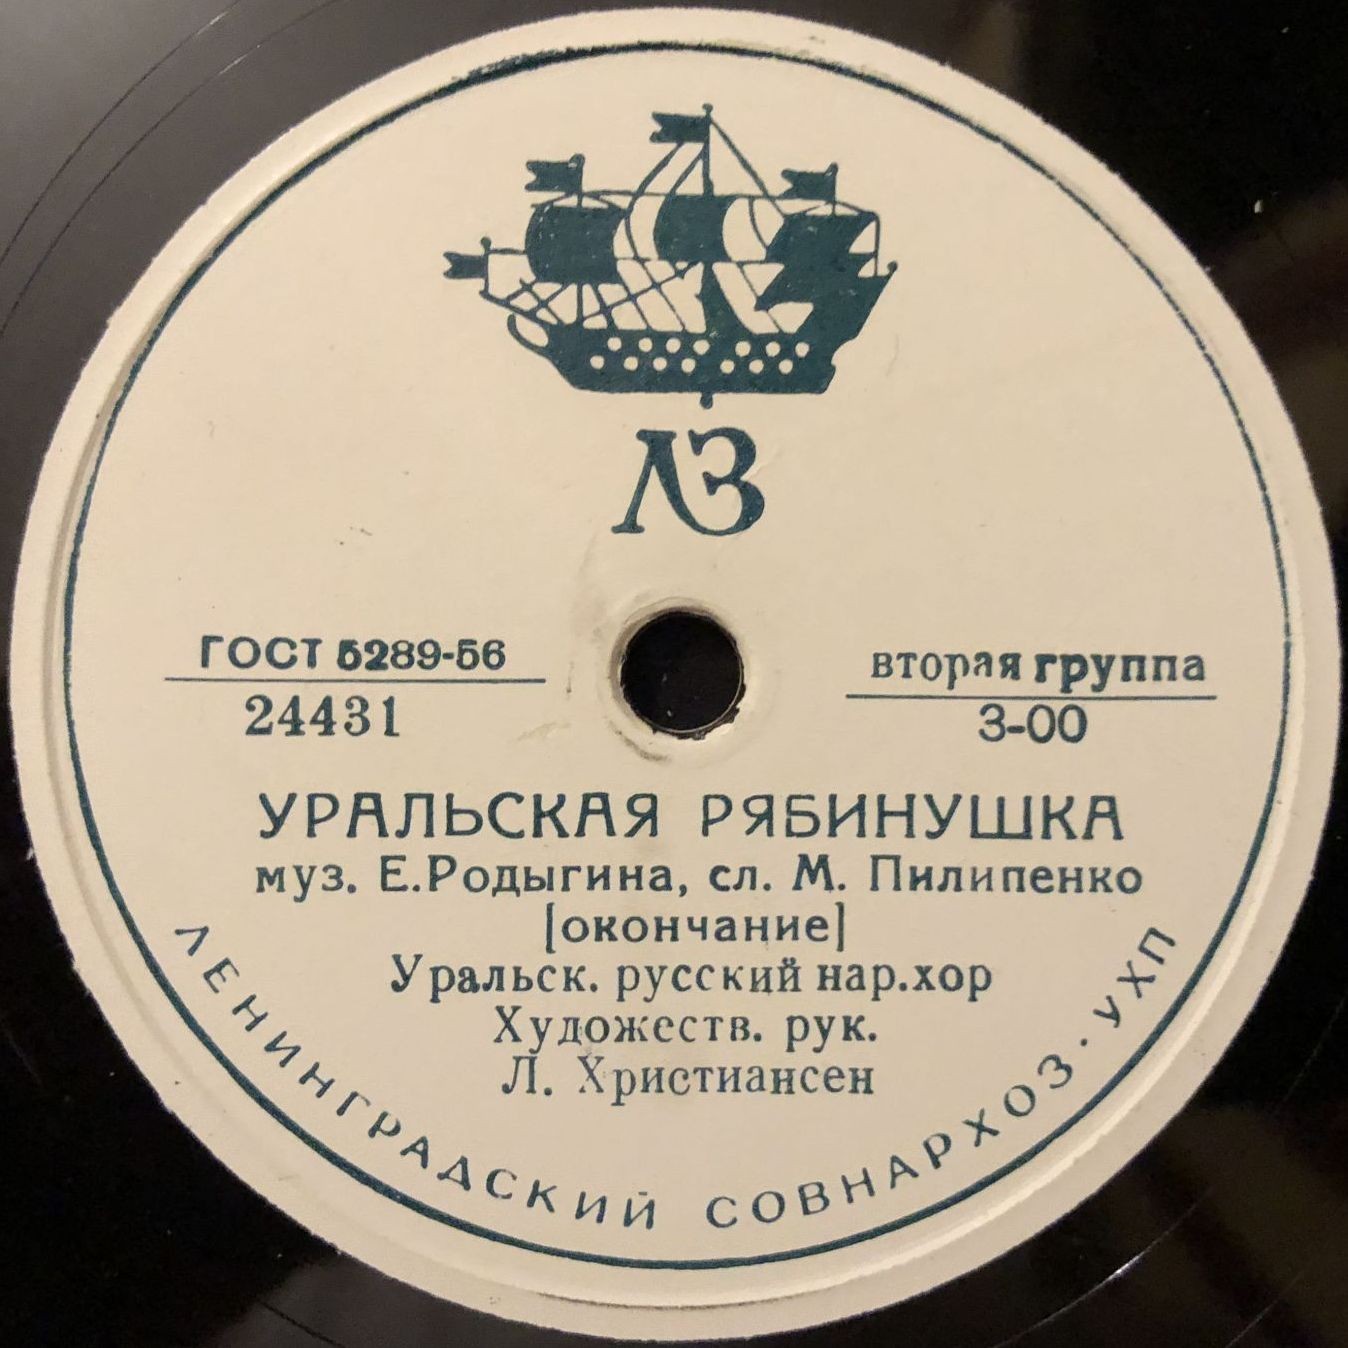 ЛЗ
ГОСТ 5289-56
24431
вторая группа
3-00
УРАЛЬСКАЯ РЯБИНУШКА
муз. Е.Родыгина, сл. М. Пилипенко
[окончание]
Уральск. русский нар.хор
Художеств. рук.
Л. Христиансен
ЛЕНИНГРАДСКИЙ СОВНАРХОЗ · УХП